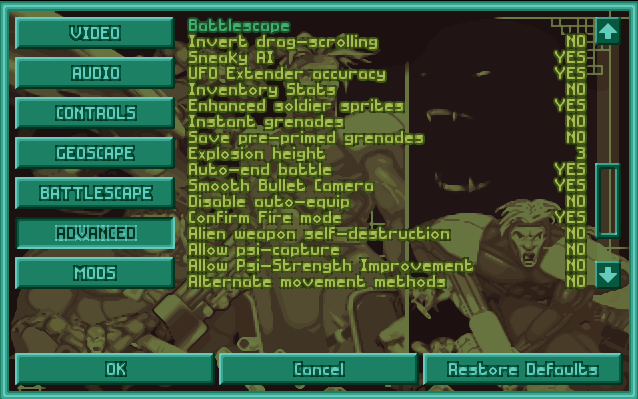 VIDEO
AUDIO
CONTROLS
GEOSCAPE
BATTLESCAPE
ADVANCED
MODS
Battlescape
Invert drag-scrolling NO
Sneaky AI YES
UFO Extender accuracy YES
Inventory Stats NO
Enhanced soldier sprites YES
Instant grenades NO
Save pre-primed grenades NO
Explosion height 3
Auto-end battle YES
Smooth Bullet Camera YES
Disable auto-equip NO
Confirm Fire mode YES
Alien weapon self-destruction NO
Allow psi-capture NO
Allow Psi-Strength Improvement NO
Alternate movement methods NO
OK
Cancel
Restore Defaults